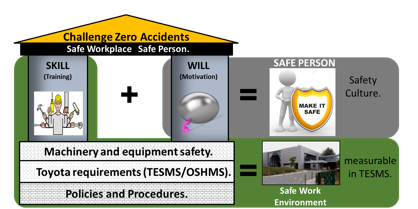 Challenge Zero Accidents
Safe Workplace Safe Person.
SKILL
(Training)
+
WILL
(Motivation)
=
SAFE PERSON
MAKE IT
SAFE
Safety
Culture.
Machinery and equipment safety.
Toyota requirements (TESMS/OSHMS).
Policies and Procedures.
=
Safe Work
Environment
measurable
in TESMS.